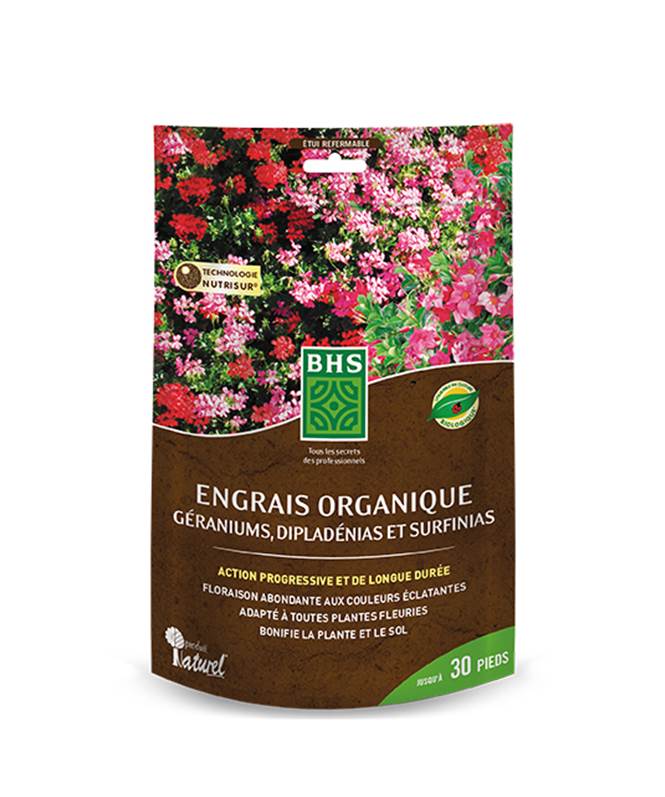 ÉTUI REFERMABLE
TECHNOLOGIE
NUTRISUR®
BHS
Tous les secrets
des professionnels
BIOLOGIQUE
ENGRAIS ORGANIQUE
GÉRANIUMS, DIPLADÉNIAS ET SURFINIAS
ACTION PROGRESSIVE ET DE LONGUE DURÉE
FLORAISON ABONDANTE AUX COULEURS ÉCLATANTES
ADAPTÉ À TOUTES PLANTES FLEURIES
BONIFIE LA PLANTE ET LE SOL
produit
Naturel
JUSQU'À 30 PIEDS